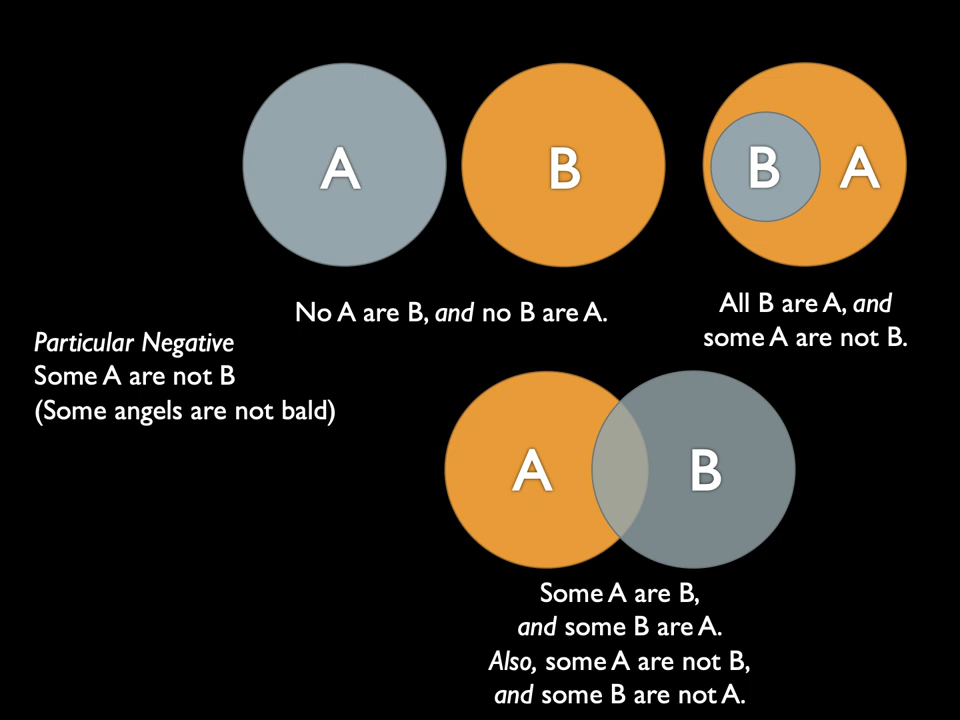 A
B
B
A
No A are B, and no B are A.
All B are A, and
some A are not B.
Particular Negative
Some A are not B
(Some angels are not bald)
A
B
Some A are B,
and some B are A.
Also, some A are not B,
and some B are not A.